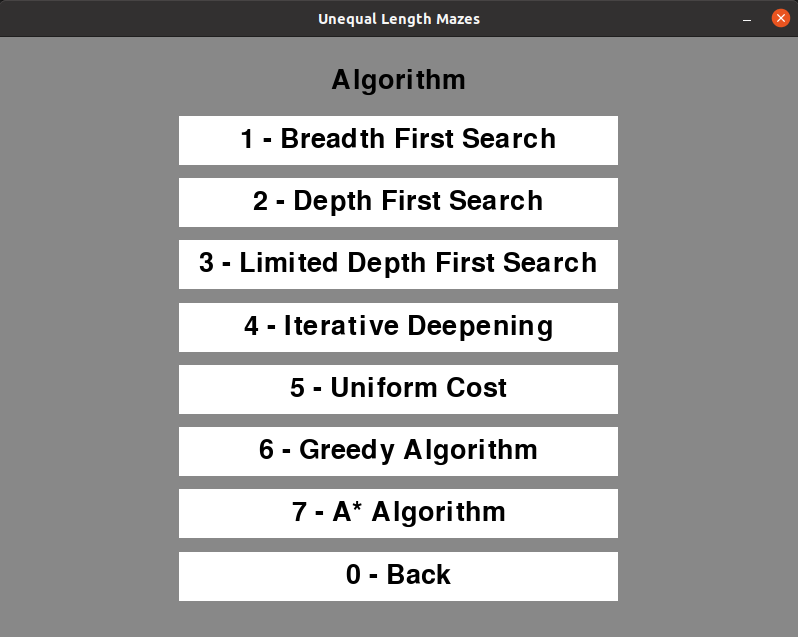 Unequal Length Mazes
Algorithm
1 - Breadth First Search
2 - Depth First Search
3 - Limited Depth First Search
4 - Iterative Deepening
5 - Uniform Cost
6 - Greedy Algorithm
7 - A* Algorithm
0 - Back